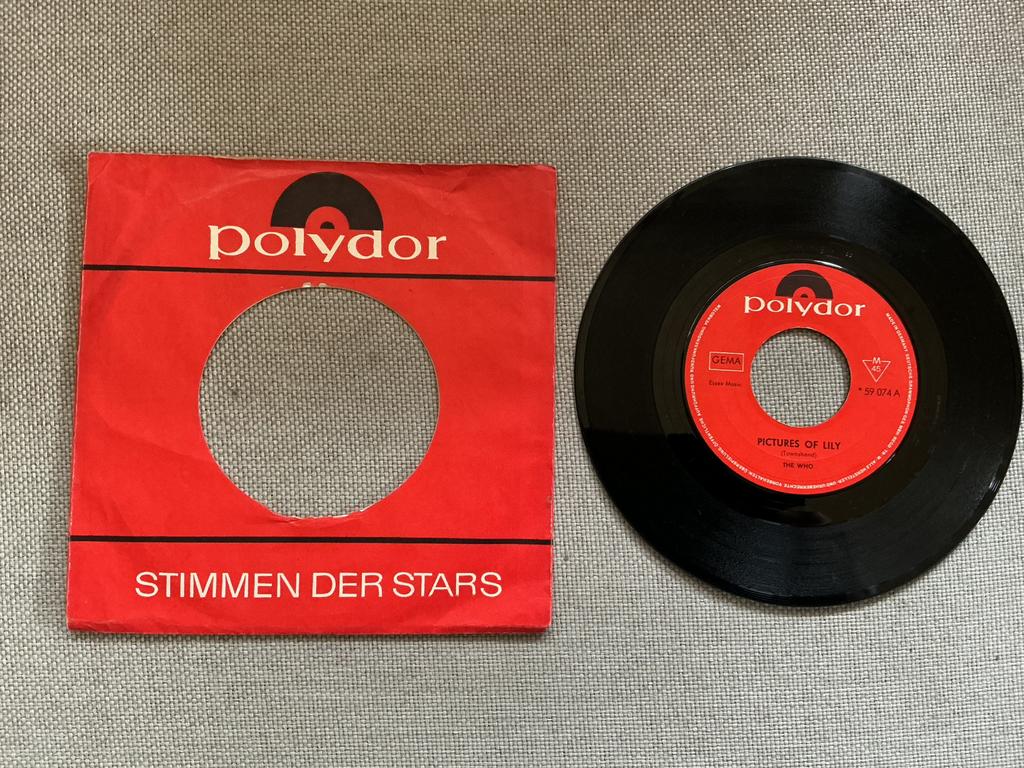 polydor
STIMMEN DER STARS
polydor
GEMA
M
45
Essex Music
* 59 074 A
PICTURES OF LILY
(Townshend)
THE WHO